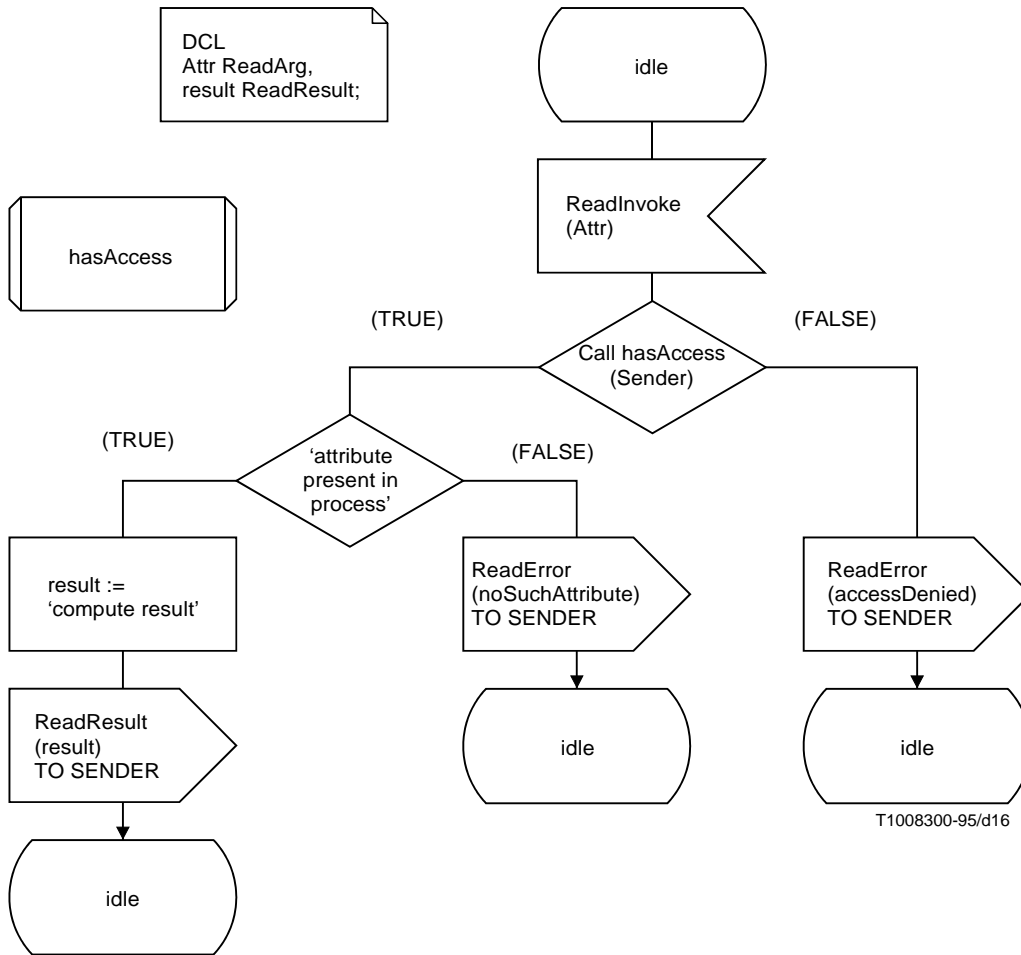 DCL
Attr ReadArg,
result ReadResult;
idle
ReadInvoke
(Attr)
hasAccess
(TRUE)
(FALSE)
Call hasAccess
(Sender)
(TRUE)
(FALSE)
‘attribute
present in
process’
result :=
‘compute result’
ReadError
(noSuchAttribute)
TO SENDER
ReadError
(accessDenied)
TO SENDER
ReadResult
(result)
TO SENDER
idle
idle
T1008300-95/d16
idle